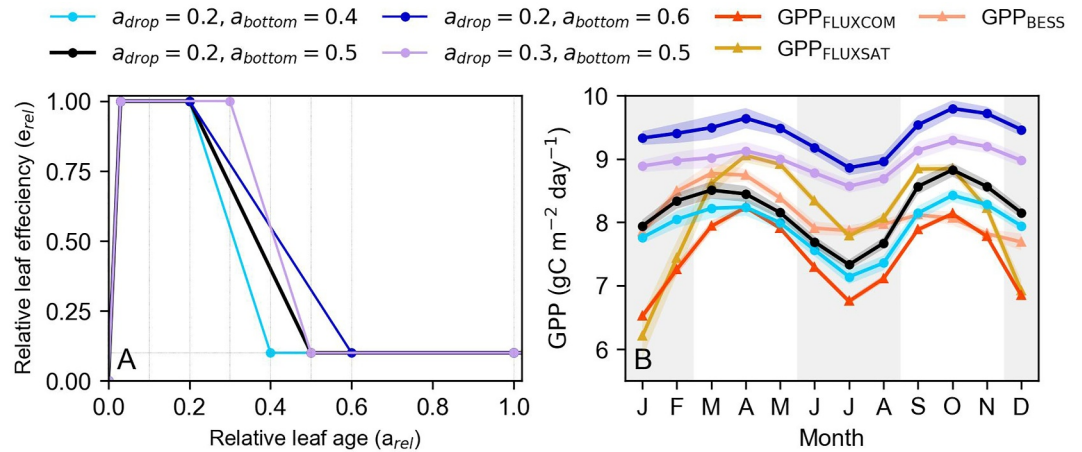 a_drop = 0.2, a_bottom = 0.4
a_drop = 0.2, a_bottom = 0.5
a_drop = 0.2, a_bottom = 0.6
a_drop = 0.3, a_bottom = 0.5
GPP_FLUXCOM
GPP_FLUXSAT
GPP_BESS
Relative leaf effeciency (e_rel)
1.00
0.75
0.50
0.25
0.00
A
0.0 0.2 0.4 0.6 0.8 1.0
Relative leaf age (a_rel)
GPP (gC m⁻² day⁻¹)
10
9
8
7
6
B
J F M A M J J A S O N D
Month